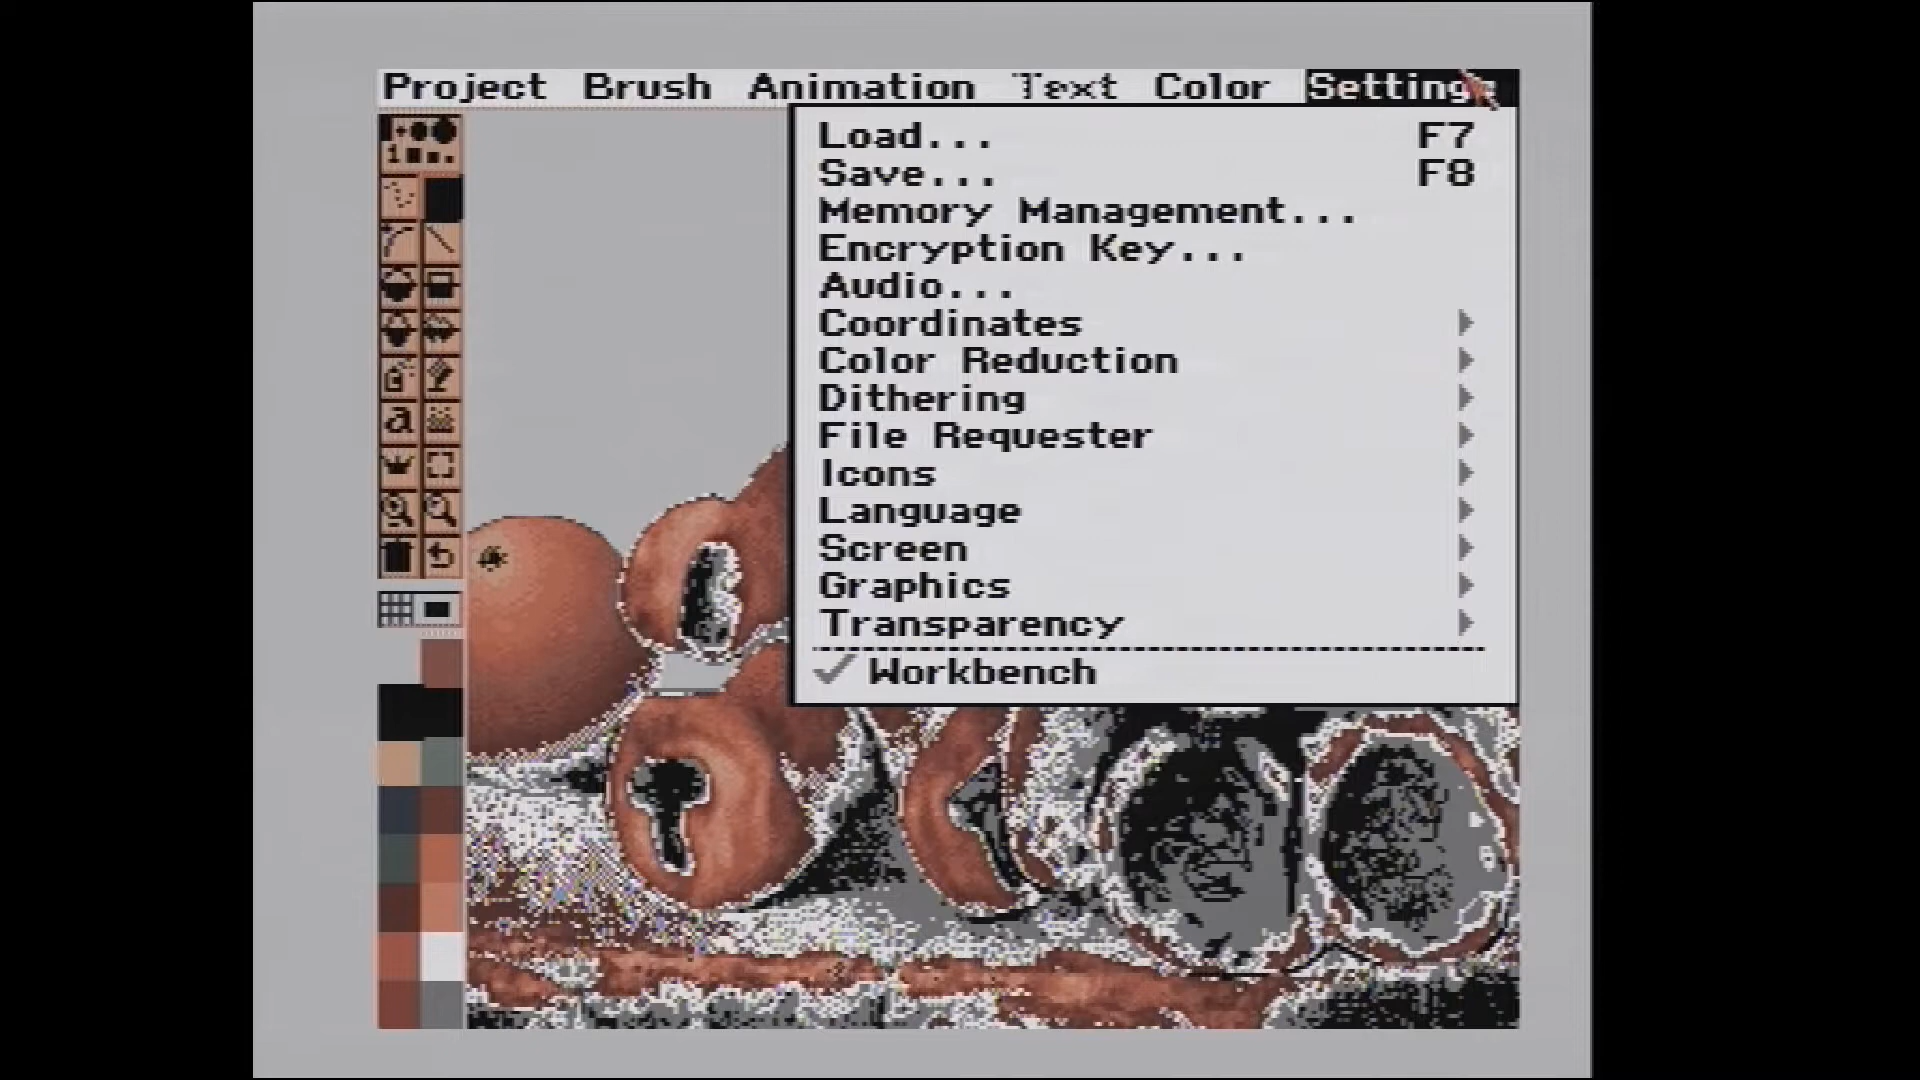 Project Brush Animation Text Color Settings
Load... F7
Save... F8
Memory Management...
Encryption Key...
Audio...
Coordinates
Color Reduction
Dithering
File Requester
Icons
Language
Screen
Graphics
Transparency
Workbench
1
a